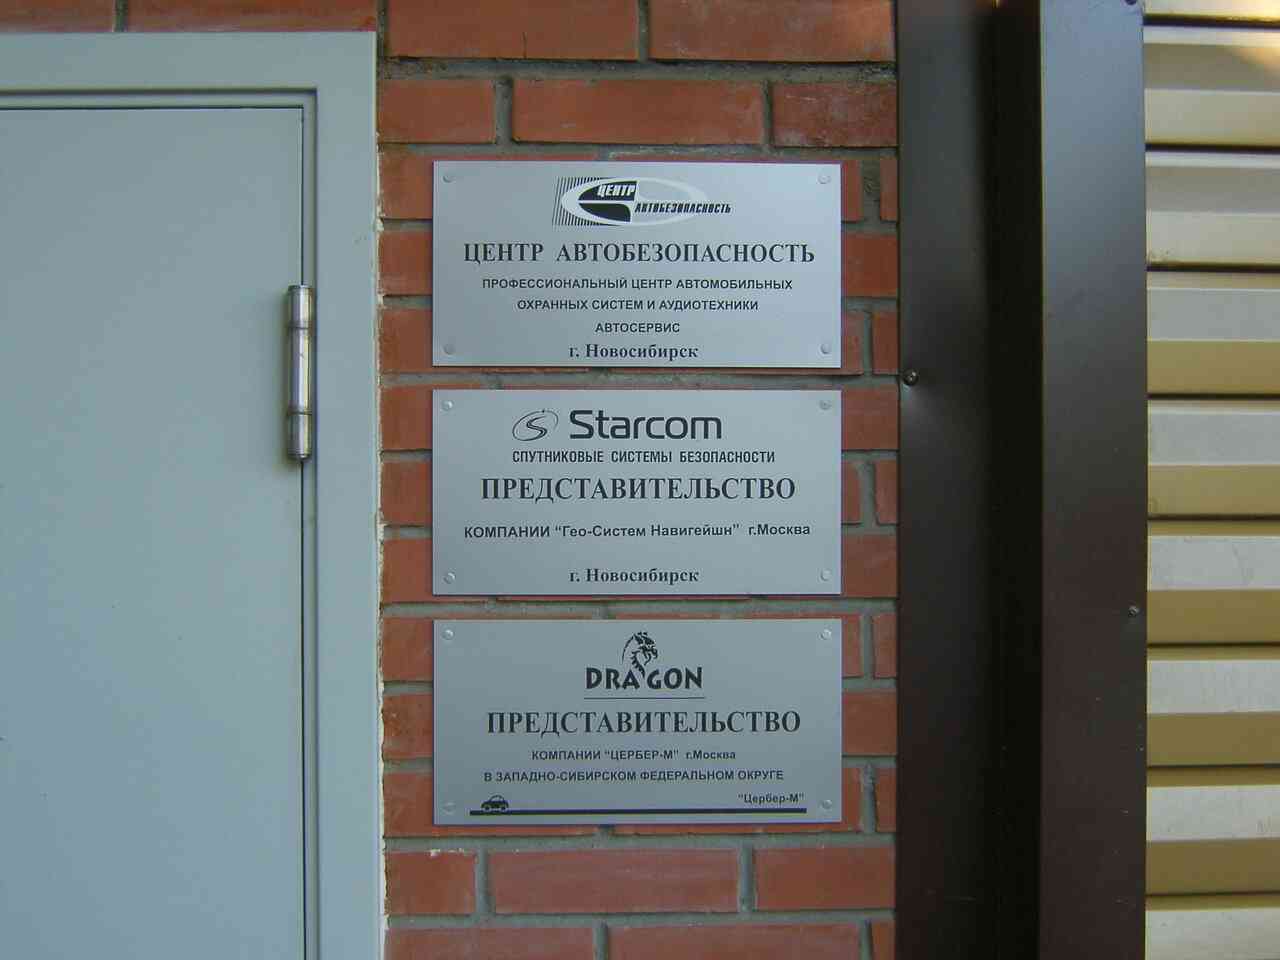 ЦЕНТР
АВТОБЕЗОПАСНОСТЬ
ЦЕНТР АВТОБЕЗОПАСНОСТЬ
ПРОФЕССИОНАЛЬНЫЙ ЦЕНТР АВТОМОБИЛЬНЫХ
ОХРАННЫХ СИСТЕМ И АУДИОТЕХНИКИ
АВТОСЕРВИС
г. Новосибирск
Starcom
СПУТНИКОВЫЕ СИСТЕМЫ БЕЗОПАСНОСТИ
ПРЕДСТАВИТЕЛЬСТВО
КОМПАНИИ “Гео-Систем Навигейшн” г.Москва
г. Новосибирск
DRAGON
ПРЕДСТАВИТЕЛЬСТВО
КОМПАНИИ “ЦЕРБЕР-М” г.Москва
В ЗАПАДНО-СИБИРСКОМ ФЕДЕРАЛЬНОМ ОКРУГЕ
“Цербер-М”